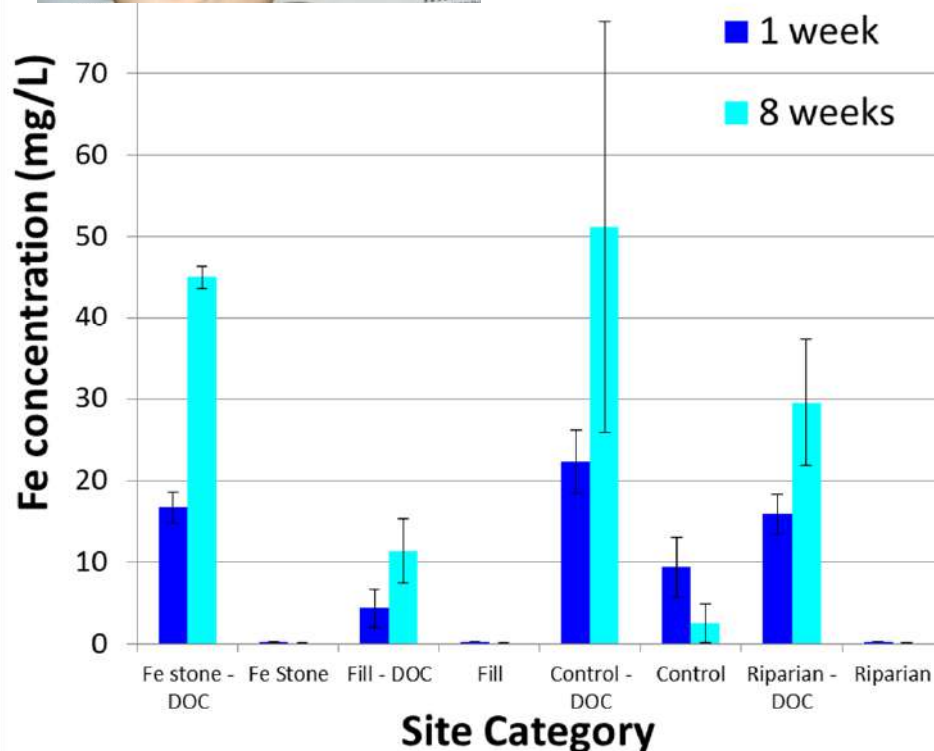 1 week
8 weeks
Fe concentration (mg/L)
70
60
50
40
30
20
10
0
Fe stone - DOC
Fe Stone
Fill - DOC
Fill
Control - DOC
Control
Riparian - DOC
Riparian
Site Category